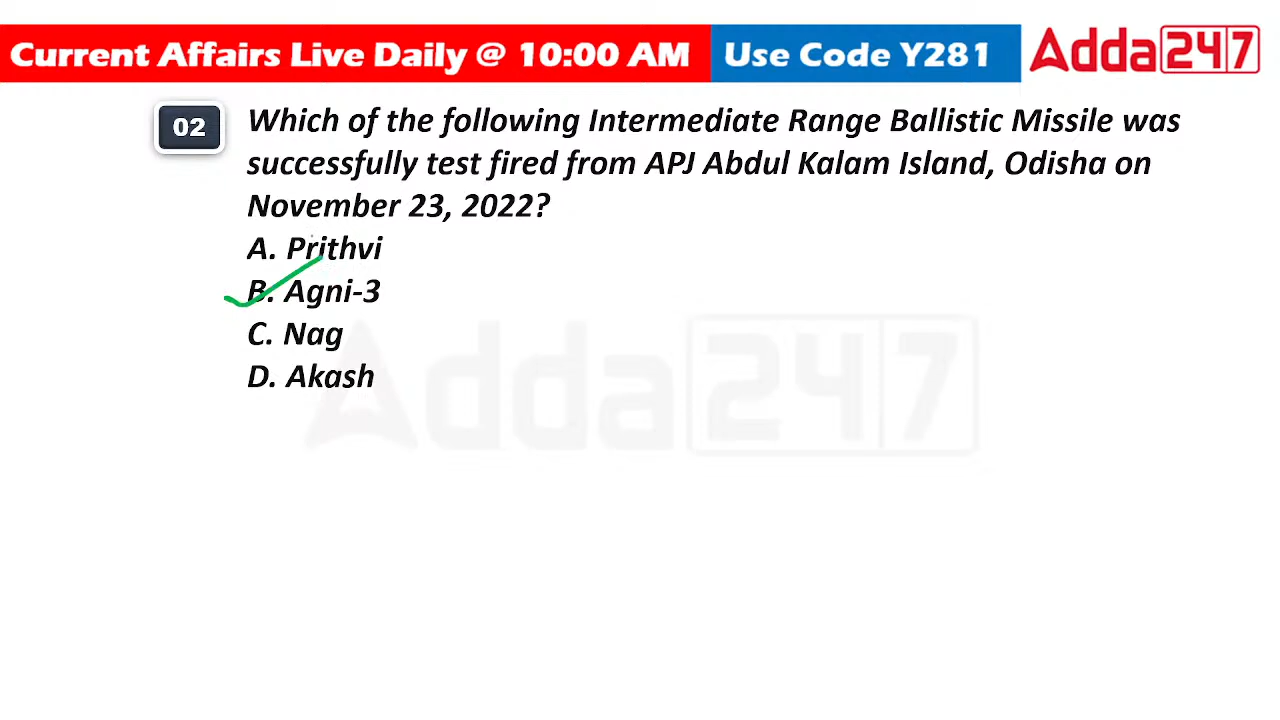 Current Affairs Live Daily @ 10:00 AM Use Code Y281 Adda247
02 Which of the following Intermediate Range Ballistic Missile was
successfully test fired from APJ Abdul Kalam Island, Odisha on
November 23, 2022?
A. Prithvi
B. Agni-3
C. Nag
D. Akash
Adda247